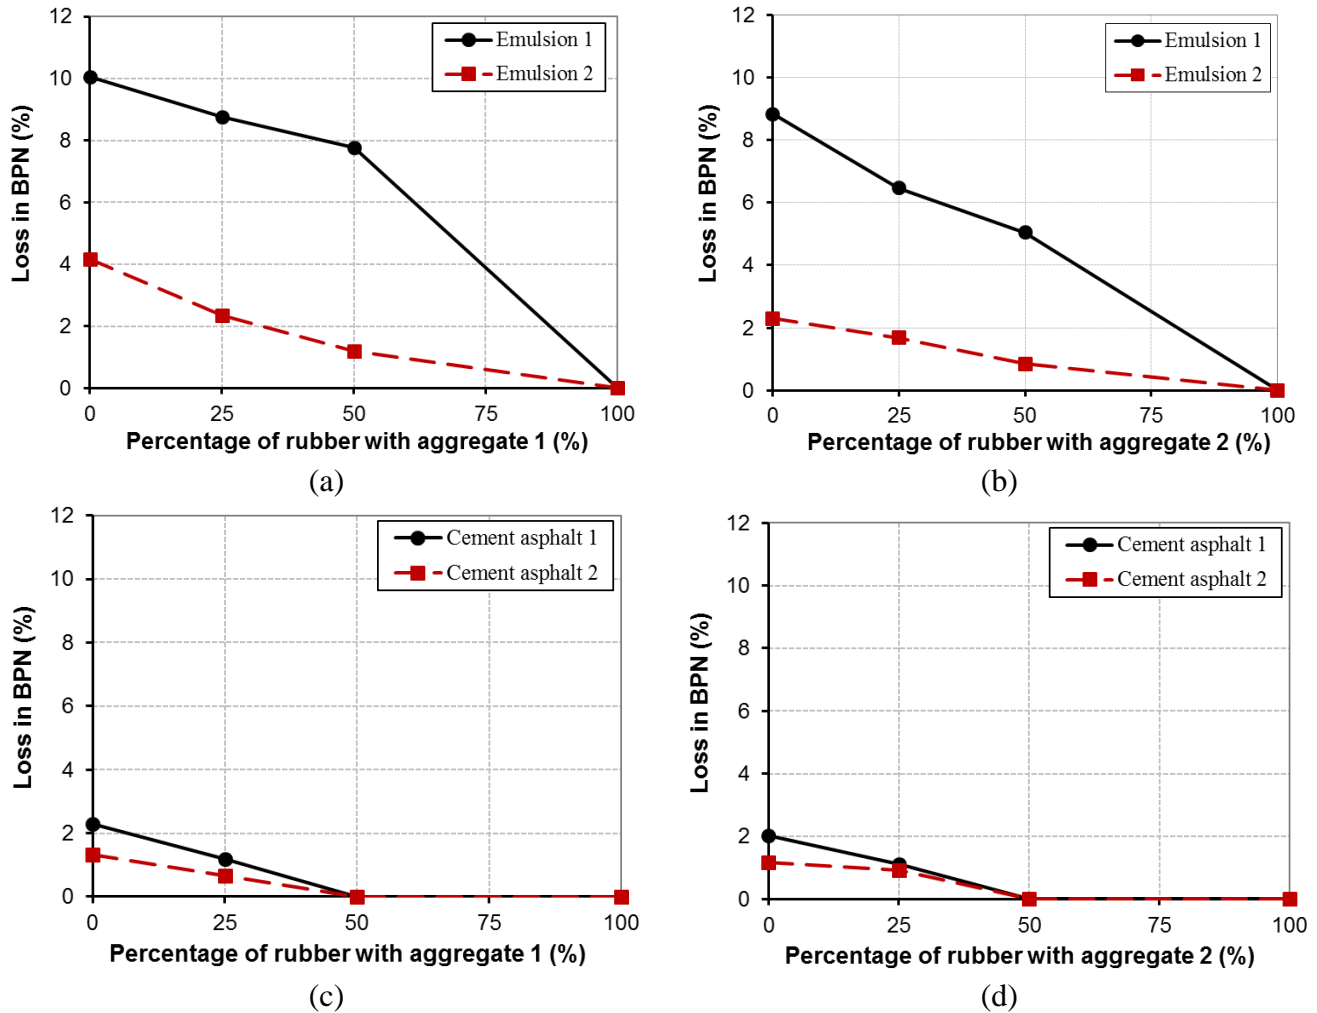 12
10
8
6
4
2
0
Loss in BPN (%)
Emulsion 1
Emulsion 2
0 25 50 75 100
Percentage of rubber with aggregate 1 (%)
(a)
12
10
8
6
4
2
0
Loss in BPN (%)
Emulsion 1
Emulsion 2
0 25 50 75 100
Percentage of rubber with aggregate 2 (%)
(b)
12
10
8
6
4
2
0
Loss in BPN (%)
Cement asphalt 1
Cement asphalt 2
0 25 50 75 100
Percentage of rubber with aggregate 1 (%)
(c)
12
10
8
6
4
2
0
Loss in BPN (%)
Cement asphalt 1
Cement asphalt 2
0 25 50 75 100
Percentage of rubber with aggregate 2 (%)
(d)